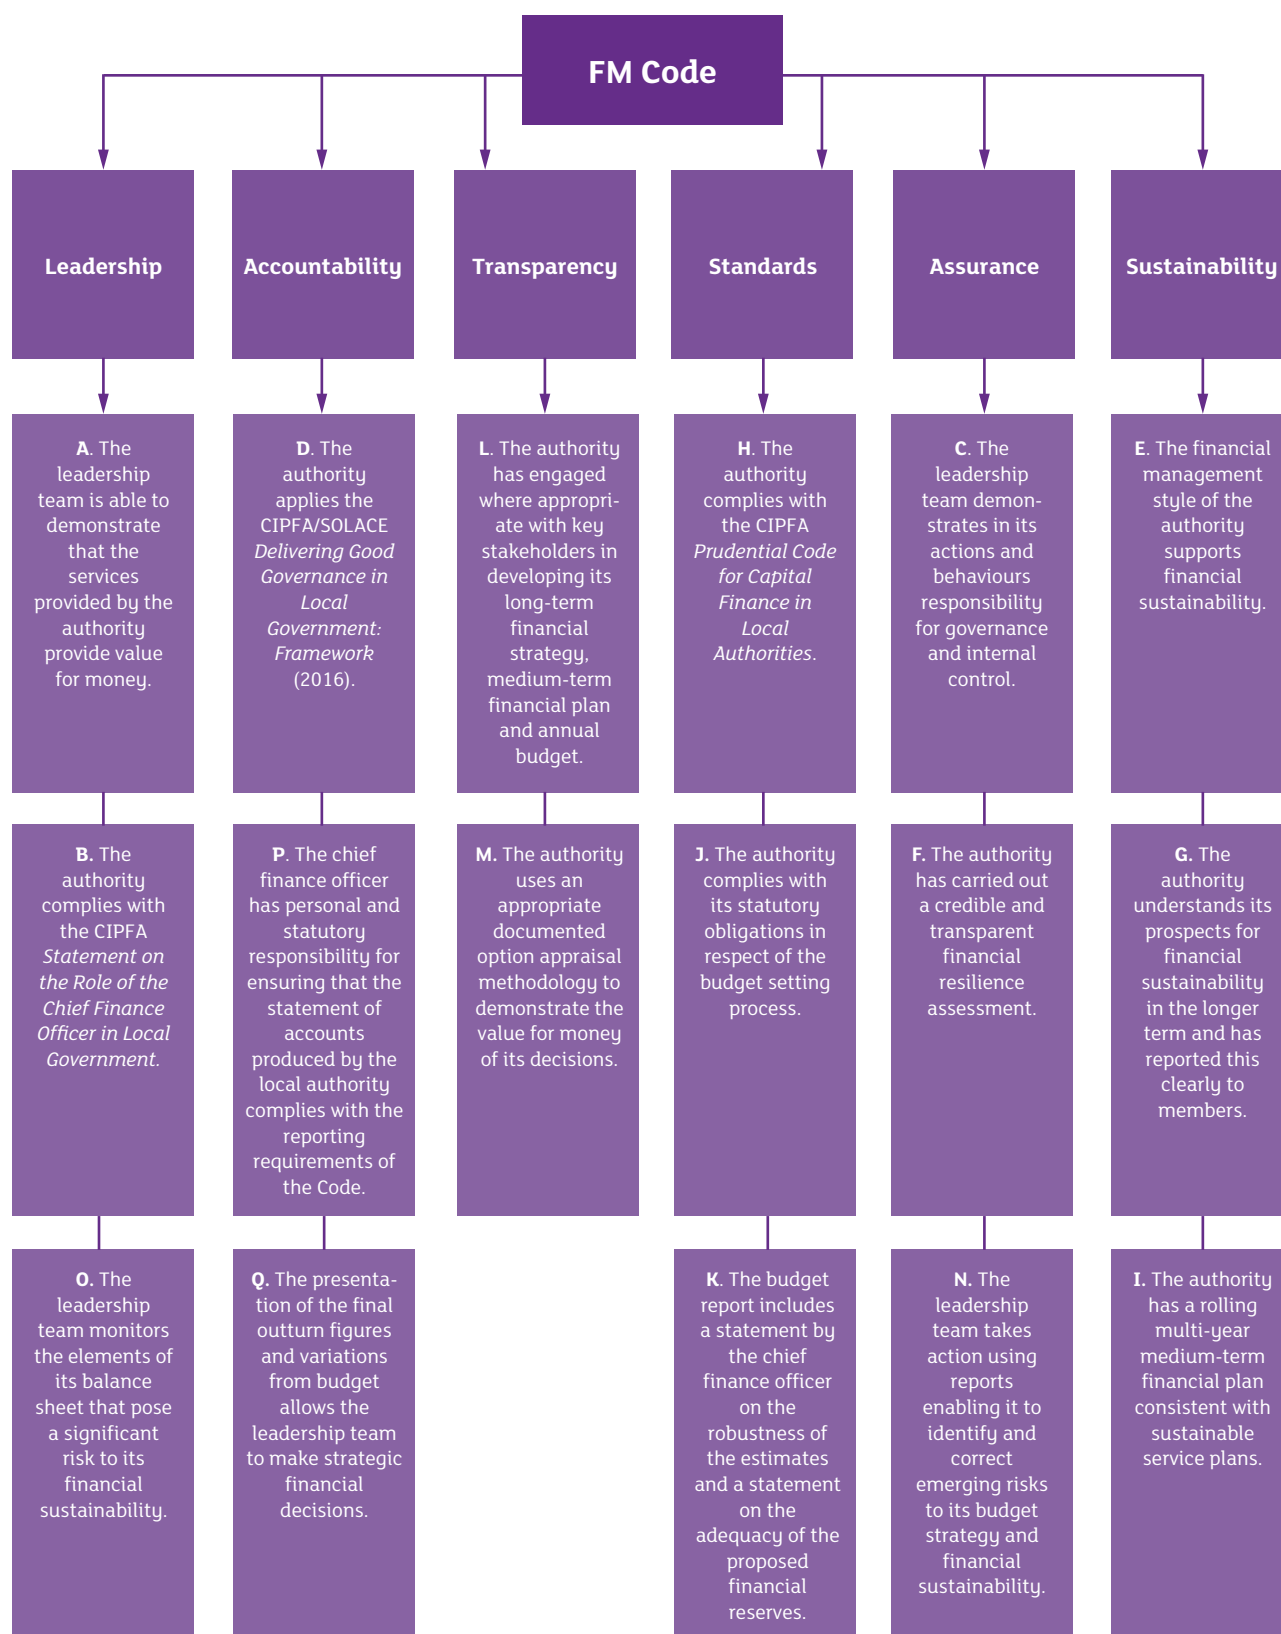 FM Code
Leadership
Accountability
Transparency
Standards
Assurance
Sustainability
A. The
leadership
team is able to
demonstrate
that the
services
provided by the
authority
provide value
for money.
D. The
authority
applies the
CIPFA/SOLACE
Delivering Good
Governance in
Local
Government:
Framework
(2016).
L. The authority
has engaged
where appropri-
ate with key
stakeholders in
developing its
long-term
financial
strategy,
medium-term
financial plan
and annual
budget.
H. The
authority
complies with
the CIPFA
Prudential Code
for Capital
Finance in
Local
Authorities.
C. The
leadership
team demon-
strates in its
actions and
behaviours
responsibility
for governance
and internal
control.
E. The financial
management
style of the
authority
supports
financial
sustainability.
B. The
authority
complies with
the CIPFA
Statement on
the Role of the
Chief Finance
Officer in Local
Government.
P. The chief
finance officer
has personal and
statutory
responsibility for
ensuring that the
statement of
accounts
produced by the
local authority
complies with the
reporting
requirements of
the Code.
M. The authority
uses an
appropriate
documented
option appraisal
methodology to
demonstrate the
value for money
of its decisions.
J. The authority
complies with
its statutory
obligations in
respect of the
budget setting
process.
F. The authority
has carried out
a credible and
transparent
financial
resilience
assessment.
G. The
authority
understands its
prospects for
financial
sustainability
in the longer
term and has
reported this
clearly to
members.
O. The
leadership
team monitors
the elements of
its balance
sheet that pose
a significant
risk to its
financial
sustainability.
Q. The presenta-
tion of the final
outturn figures
and variations
from budget
allows the
leadership team
to make strategic
financial
decisions.
K. The budget
report includes
a statement by
the chief
finance officer
on the
robustness of
the estimates
and a statement
on the
adequacy of the
proposed
financial
reserves.
N. The
leadership
team takes
action using
reports
enabling it to
identify and
correct
emerging risks
to its budget
strategy and
financial
sustainability.
I. The authority
has a rolling
multi-year
medium-term
financial plan
consistent with
sustainable
service plans.